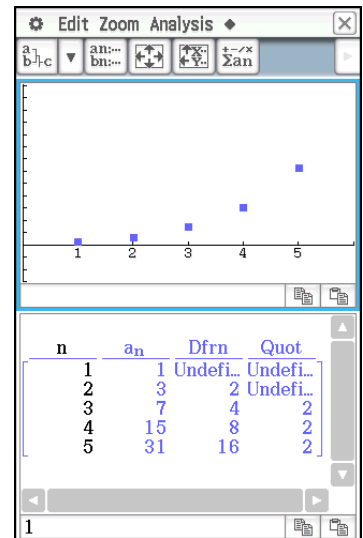 Edit Zoom Analysis ◆
a b c ▼ an:… bn:… X.. Y.. +−/× Σan
1 2 3 4 5
n an Dfrn Quot
1 1 Undefi… Undefi…
2 3 2 Undefi…
3 7 4 2
4 15 8 2
5 31 16 2
1